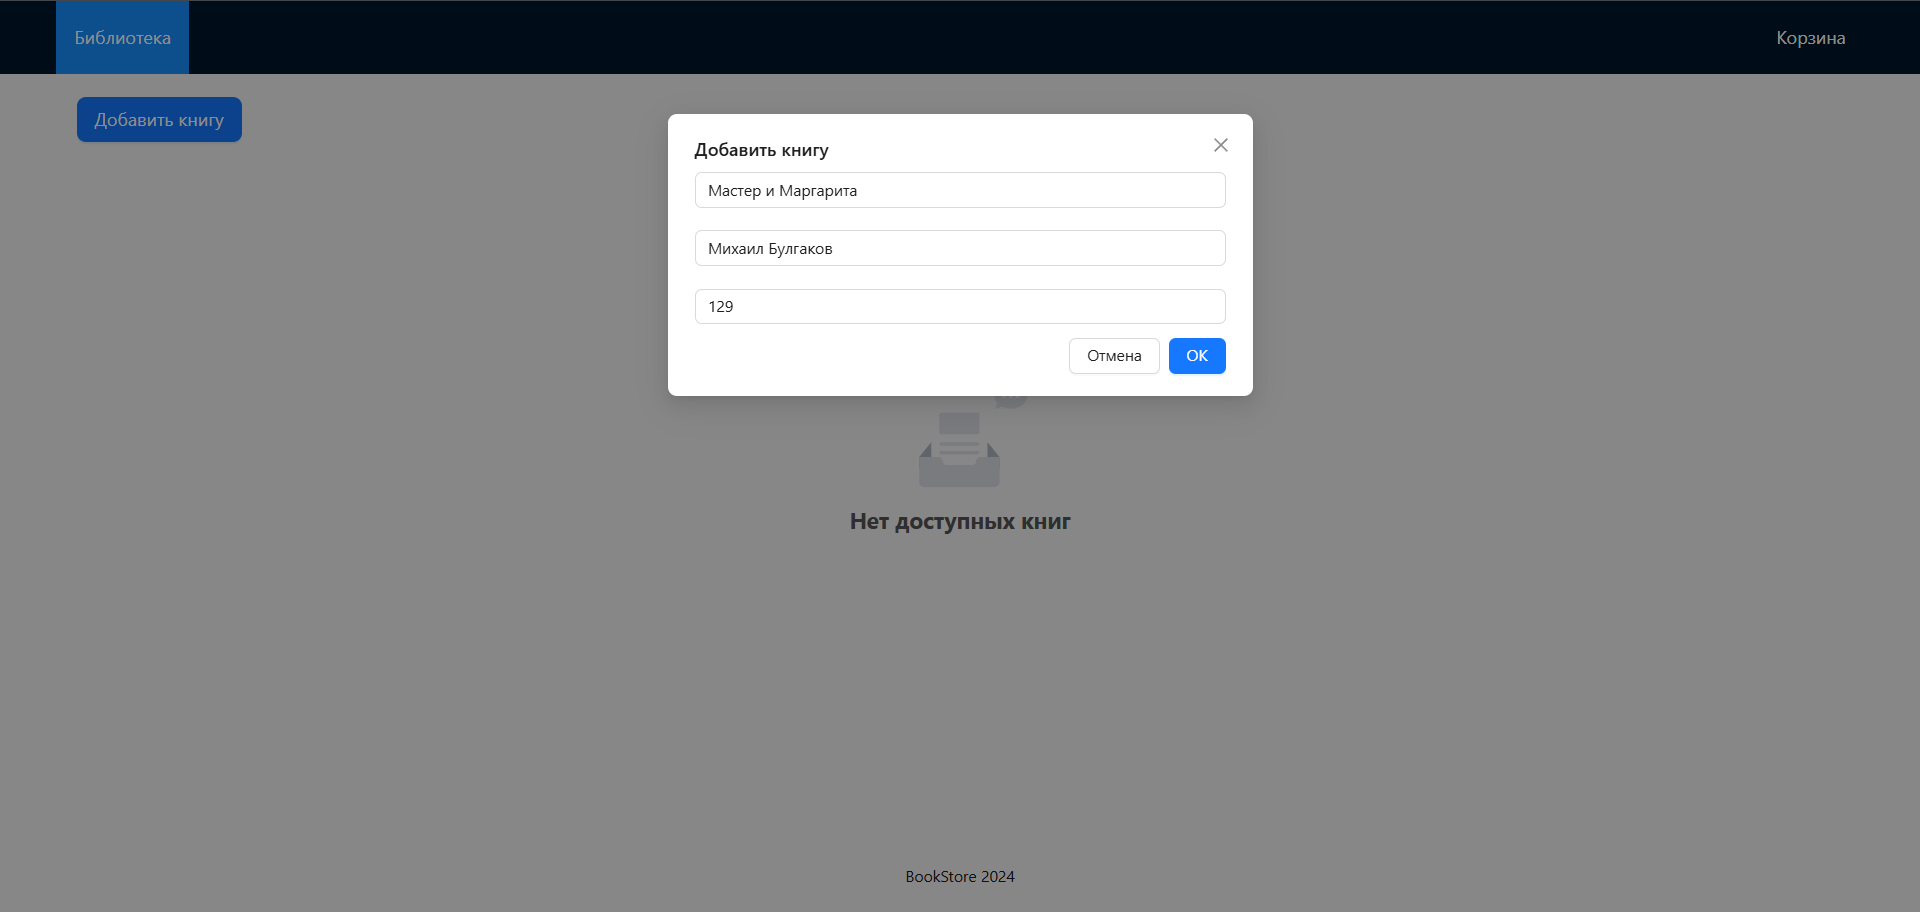 Библиотека
Корзина
Добавить книгу
Добавить книгу
Мастер и Маргарита
Михаил Булгаков
129
Отмена
OK
Нет доступных книг
BookStore 2024